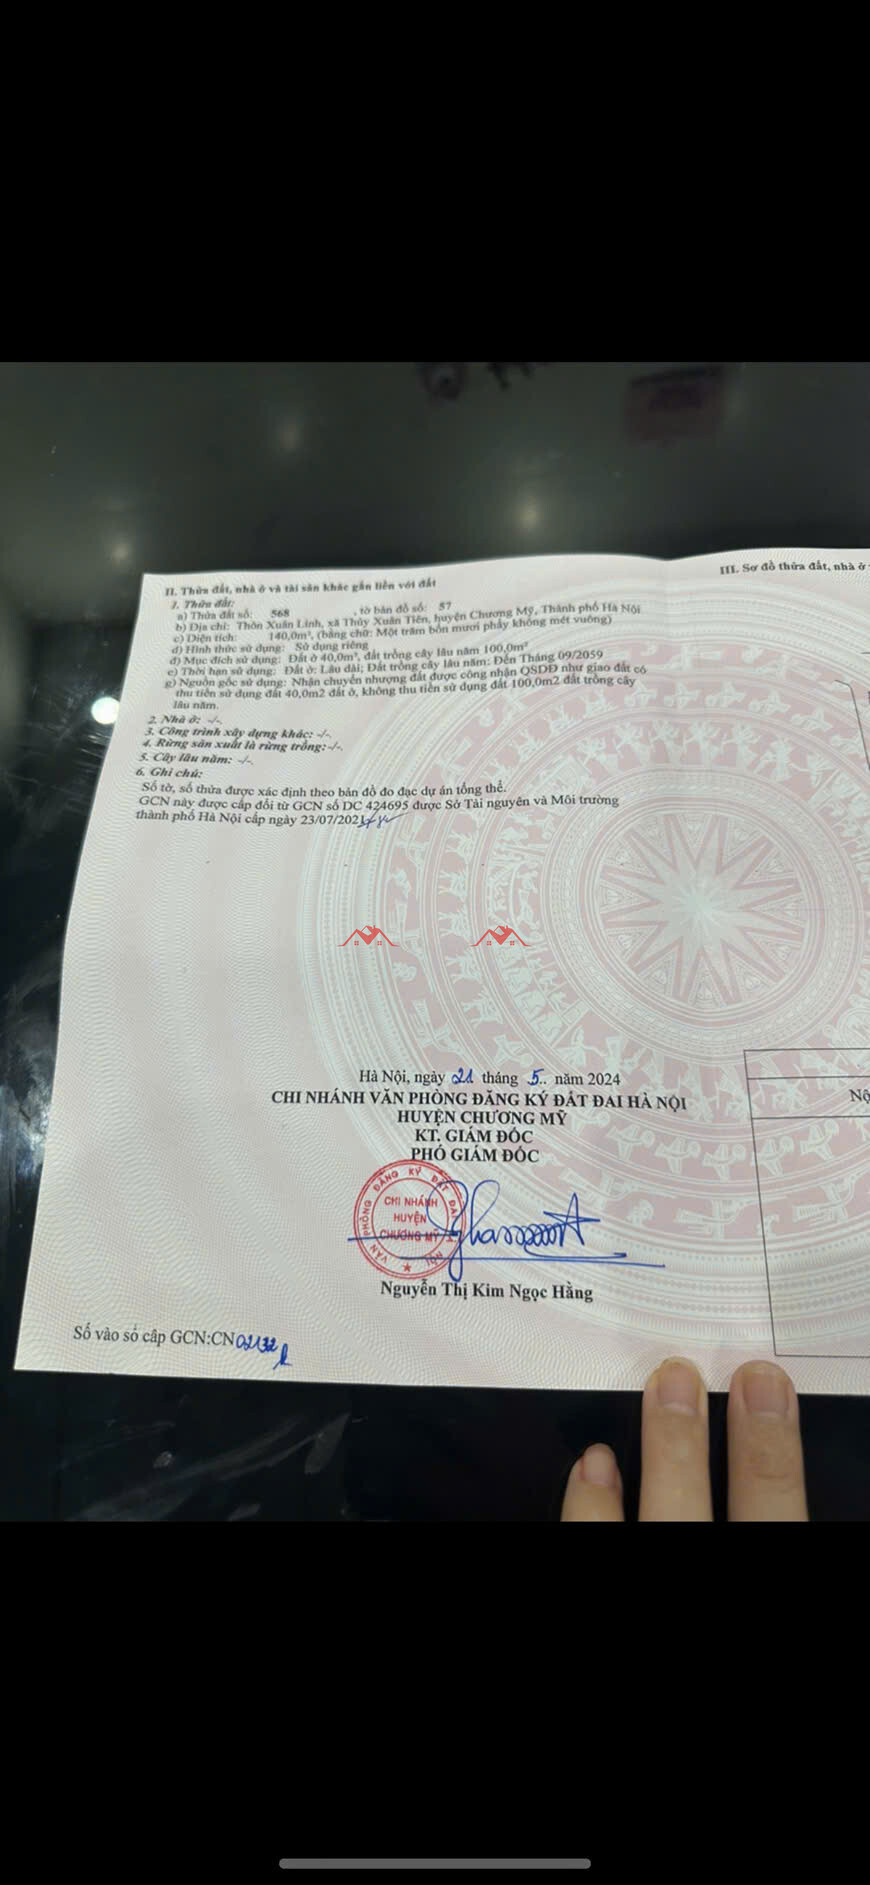 II. Thửa đất, nhà ở và tài sản khác gắn liền với đất
III. Sơ đồ thửa đất, nhà ở
1. Thửa đất:
a) Thửa đất số: 568 , tờ bản đồ số: 57
b) Địa chỉ: Thôn Xuân Linh, xã Thủy Xuân Tiên, huyện Chương Mỹ, Thành phố Hà Nội
c) Diện tích: 140,0m², (bằng chữ: Một trăm bốn mươi phẩy không mét vuông)
d) Hình thức sử dụng: Sử dụng riêng
đ) Mục đích sử dụng: Đất ở 40,0m², đất trồng cây lâu năm 100,0m²
e) Thời hạn sử dụng: Đất ở: Lâu dài; Đất trồng cây lâu năm: Đến Tháng 09/2059
g) Nguồn gốc sử dụng: Nhận chuyển nhượng đất được công nhận QSDĐ như giao đất có
thu tiền sử dụng đất 40,0m2 đất ở, không thu tiền sử dụng đất 100,0m2 đất trồng cây
lâu năm.
2. Nhà ở: -/-.
3. Công trình xây dựng khác: -/-.
4. Rừng sản xuất là rừng trồng: -/-.
5. Cây lâu năm: -/-.
6. Ghi chú:
Số tờ, số thửa được xác định theo bản đồ đo đạc dự án tổng thể.
GCN này được cấp đổi từ GCN số DC 424695 được Sở Tài nguyên và Môi trường
thành phố Hà Nội cấp ngày 23/07/2021
Hà Nội, ngày 21 tháng 5.. năm 2024
CHI NHÁNH VĂN PHÒNG ĐĂNG KÝ ĐẤT ĐAI HÀ NỘI
HUYỆN CHƯƠNG MỸ
KT. GIÁM ĐỐC
PHÓ GIÁM ĐỐC
VĂN PHÒNG ĐĂNG KÝ ĐẤT ĐAI
CHI NHÁNH
HUYỆN
CHƯƠNG MỸ
Nguyễn Thị Kim Ngọc Hằng
Số vào sổ cấp GCN:CN02132